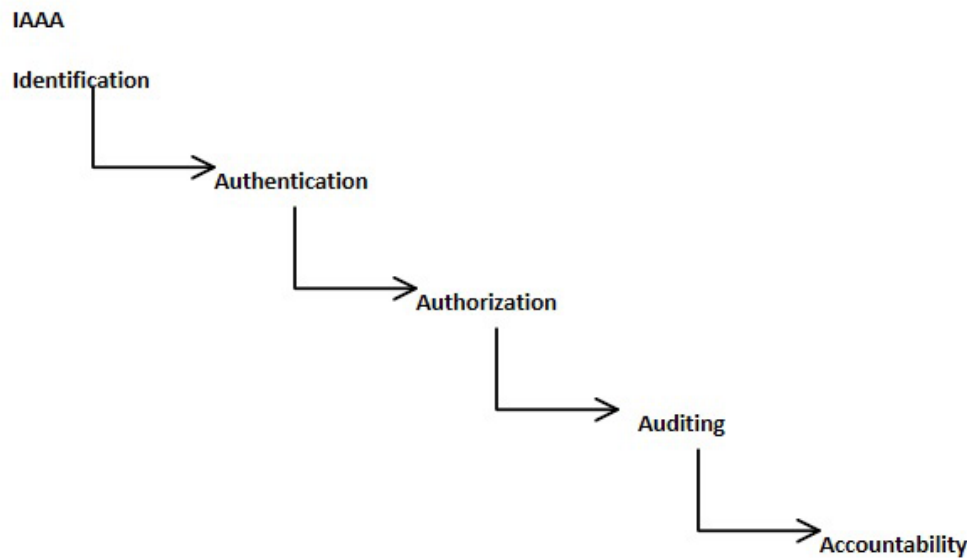 IAAA
Identification
Authentication
Authorization
Auditing
Accountability